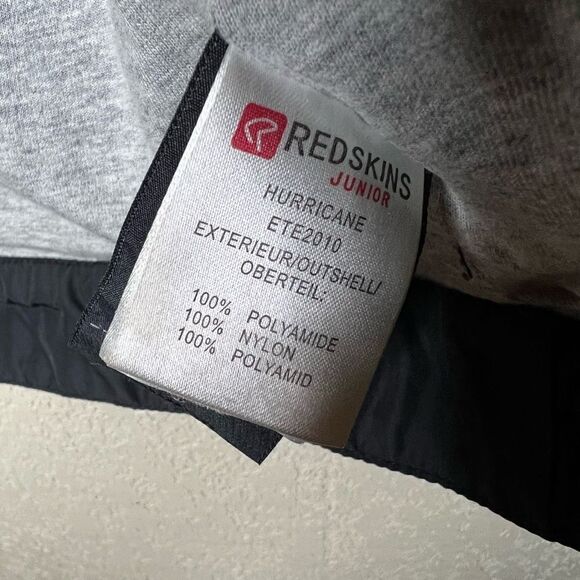 REDSKINS
JUNIOR
HURRICANE
ETE2010
EXTERIEUR/OUTSHELL/
OBERTEIL:
100% POLYAMIDE
100% NYLON
100% POLYAMID